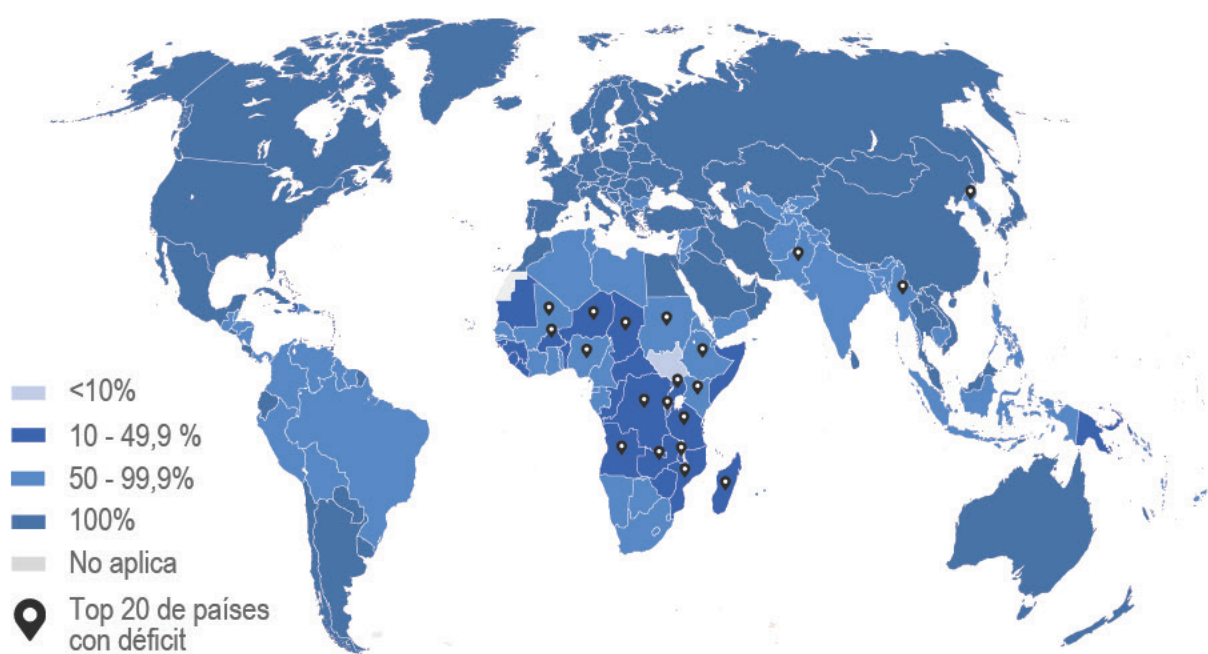 <10%
10 - 49,9 %
50 - 99,9%
100%
No aplica
Top 20 de países
con déficit